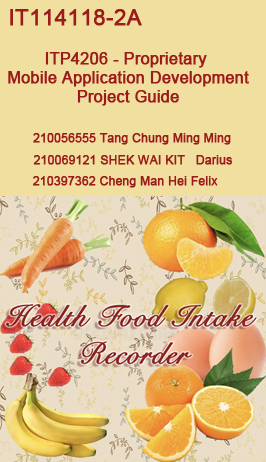 IT114118-2A
ITP4206 - Proprietary
Mobile Application Development
Project Guide
210056555 Tang Chung Ming Ming
210069121 SHEK WAI KIT Darius
210397362 Cheng Man Hei Felix
Health Food Intake
Recorder